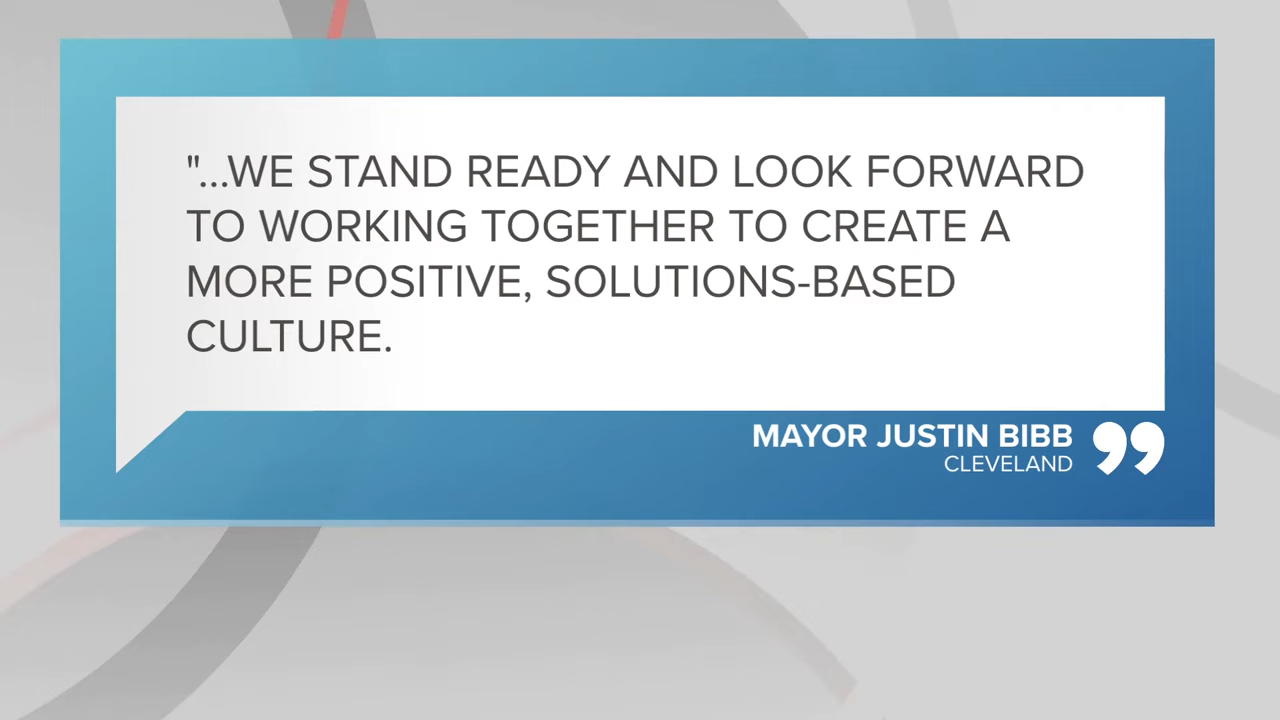 "...WE STAND READY AND LOOK FORWARD
TO WORKING TOGETHER TO CREATE A
MORE POSITIVE, SOLUTIONS-BASED
CULTURE.
MAYOR JUSTIN BIBB
CLEVELAND
”